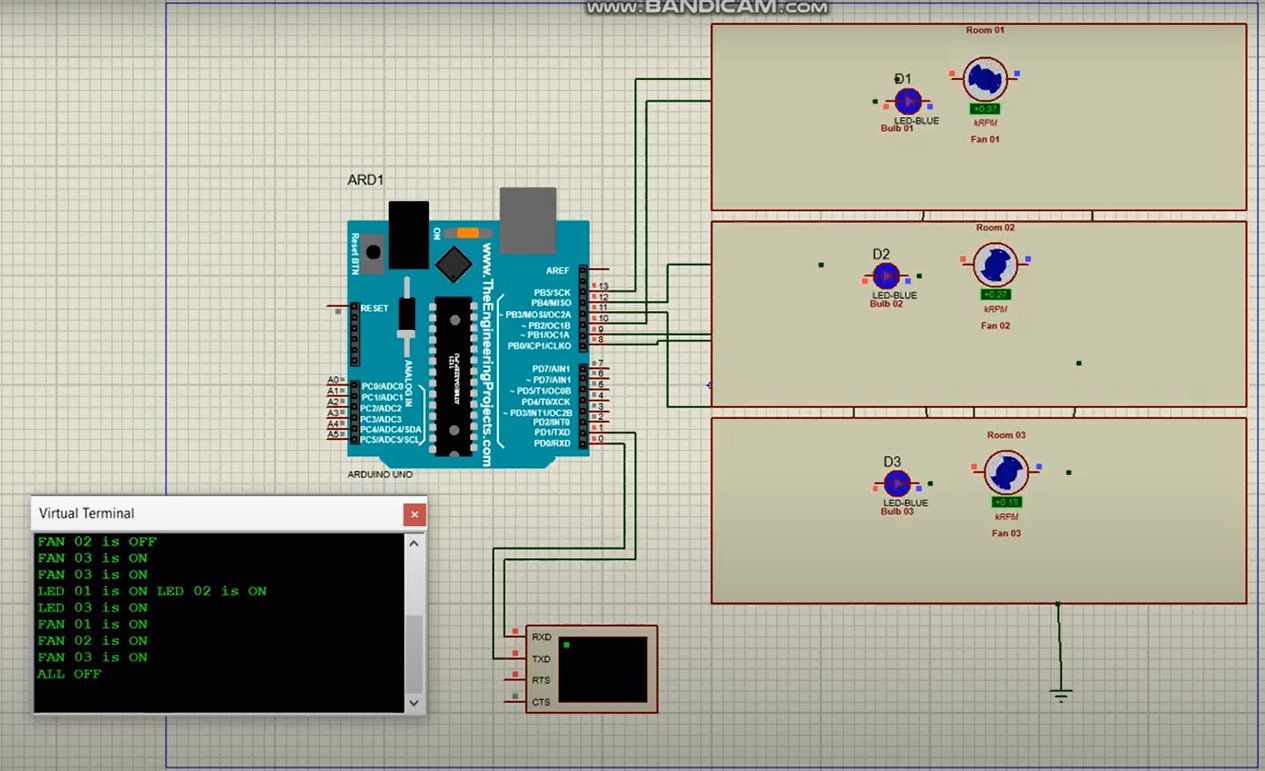 www.BANDICAM.COM
Room 01
D1
LED-BLUE
Bulb 01
+0.37
kRPM
Fan 01
ARD1
Reset BTN
ON
www.TheEngineeringProjects.com
RESET
AREF
PB5/SCK
PB4/MISO
~ PB3/MOSI/OC2A
~ PB2/OC1B
~ PB1/OC1A
PB0/ICP1/CLKO
13
12
11
10
9
8
PD7/AIN1
~ PD7/AIN1
~ PD5/T1/OC0B
PD4/T0/XCK
~ PD3/INT1/OC2B
PD2/INT0
PD1/TXD
PD0/RXD
7
6
5
4
3
2
1
0
ANALOG IN
A0
A1
A2
A3
A4
A5
PC0/ADC0
PC1/ADC1
PC2/ADC2
PC3/ADC3
PC4/ADC4/SDA
PC5/ADC5/SCL
ARDUINO UNO
Room 02
D2
LED-BLUE
Bulb 02
+0.27
kRPM
Fan 02
Room 03
D3
LED-BLUE
Bulb 03
+0.18
kRPM
Fan 03
Virtual Terminal
FAN 02 is OFF
FAN 03 is ON
FAN 03 is ON
LED 01 is ON LED 02 is ON
LED 03 is ON
FAN 01 is ON
FAN 02 is ON
FAN 03 is ON
ALL OFF
RXD
TXD
RTS
CTS